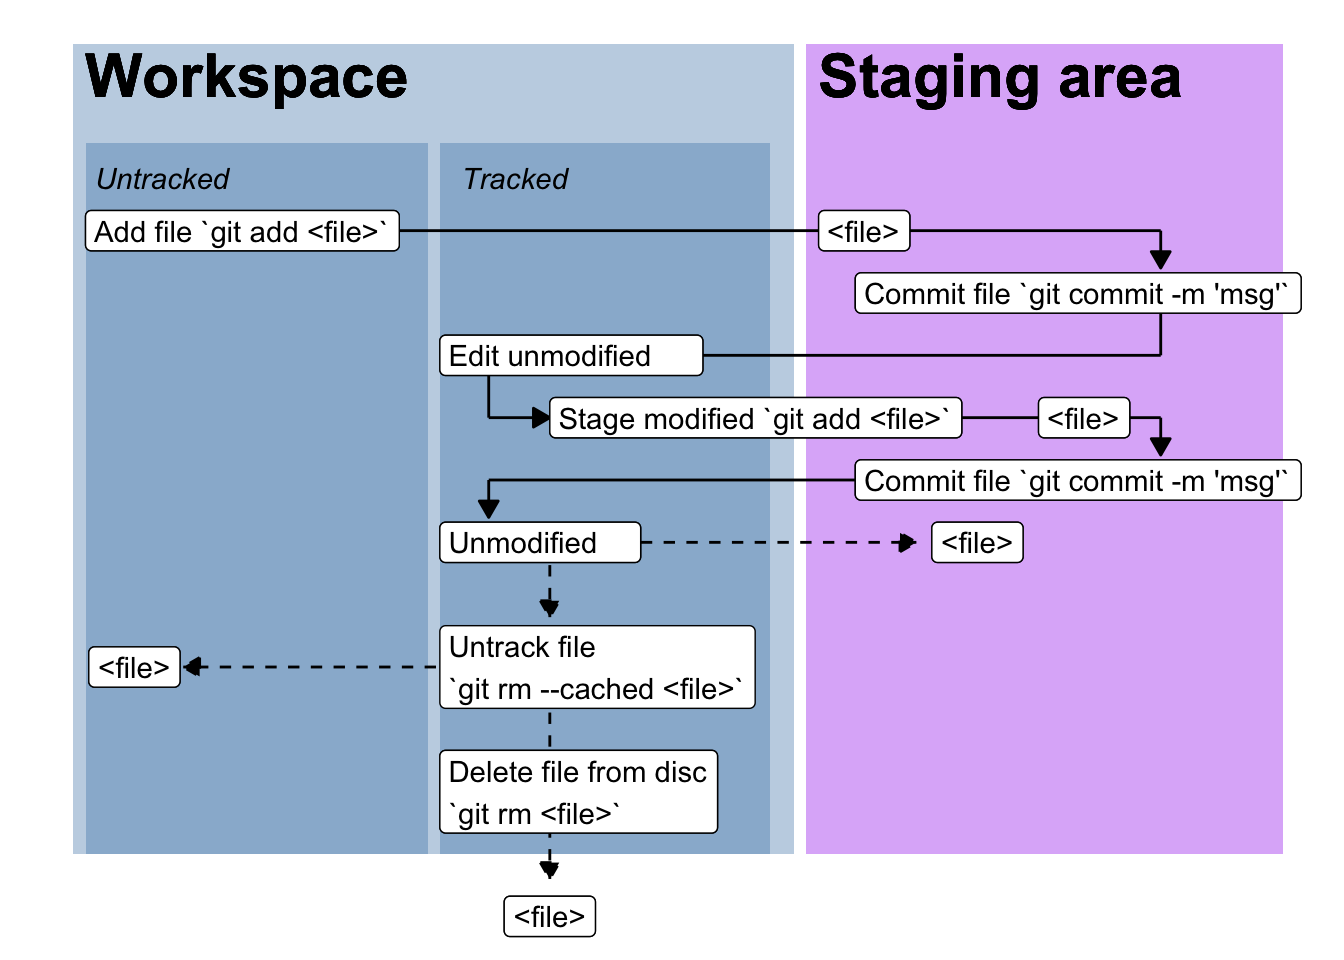 Workspace
Staging area
Untracked
Tracked
Add file `git add <file>`
<file>
Commit file `git commit -m 'msg'`
Edit unmodified
Stage modified `git add <file>`
<file>
Commit file `git commit -m 'msg'`
Unmodified
<file>
Untrack file
`git rm --cached <file>`
<file>
Delete file from disc
`git rm <file>`
<file>